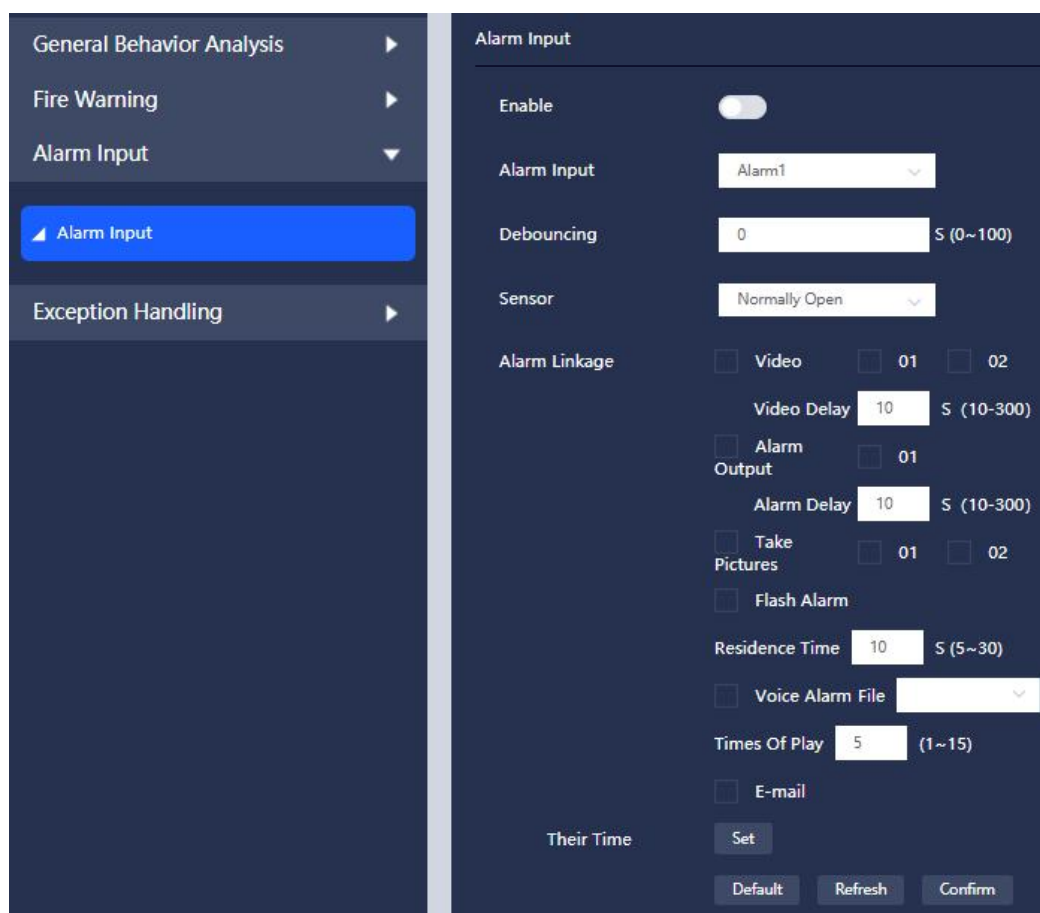 General Behavior Analysis
Fire Warning
Alarm Input
Alarm Input
Exception Handling
Alarm Input
Enable
Alarm Input Alarm1
Debouncing 0 S (0~100)
Sensor Normally Open
Alarm Linkage Video 01 02
Video Delay 10 S (10-300)
Alarm
Output 01
Alarm Delay 10 S (10-300)
Take
Pictures 01 02
Flash Alarm
Residence Time 10 S (5~30)
Voice Alarm File
Times Of Play 5 (1~15)
E-mail
Their Time Set
Default Refresh Confirm